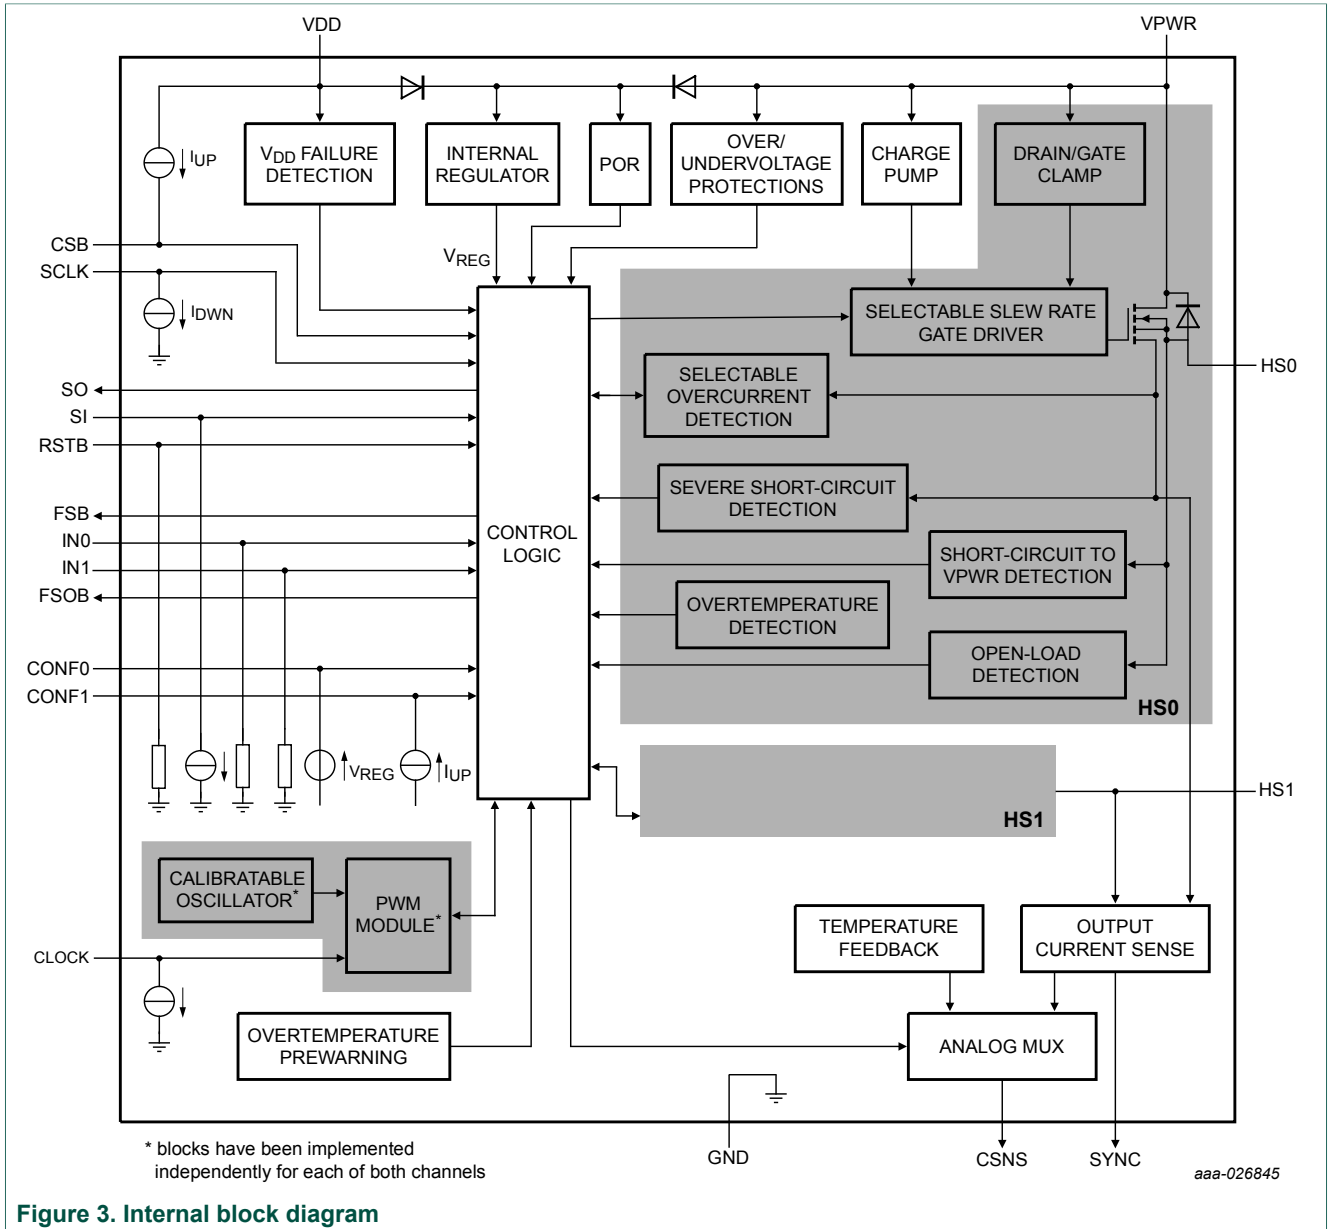 VDD
VPWR
IUP
VDD FAILURE
DETECTION
INTERNAL
REGULATOR
POR
OVER/
UNDERVOLTAGE
PROTECTIONS
CHARGE
PUMP
DRAIN/GATE
CLAMP
CSB
SCLK
VREG
IDWN
SELECTABLE SLEW RATE
GATE DRIVER
HS0
SO
SI
RSTB
SELECTABLE
OVERCURRENT
DETECTION
SEVERE SHORT-CIRCUIT
DETECTION
FSB
IN0
IN1
FSOB
CONTROL
LOGIC
SHORT-CIRCUIT TO
VPWR DETECTION
OVERTEMPERATURE
DETECTION
OPEN-LOAD
DETECTION
HS0
CONF0
CONF1
VREG
IUP
HS1
HS1
CALIBRATABLE
OSCILLATOR*
PWM
MODULE*
CLOCK
TEMPERATURE
FEEDBACK
OUTPUT
CURRENT SENSE
OVERTEMPERATURE
PREWARNING
ANALOG MUX
* blocks have been implemented
independently for each of both channels
GND
CSNS
SYNC
aaa-026845
Figure 3. Internal block diagram